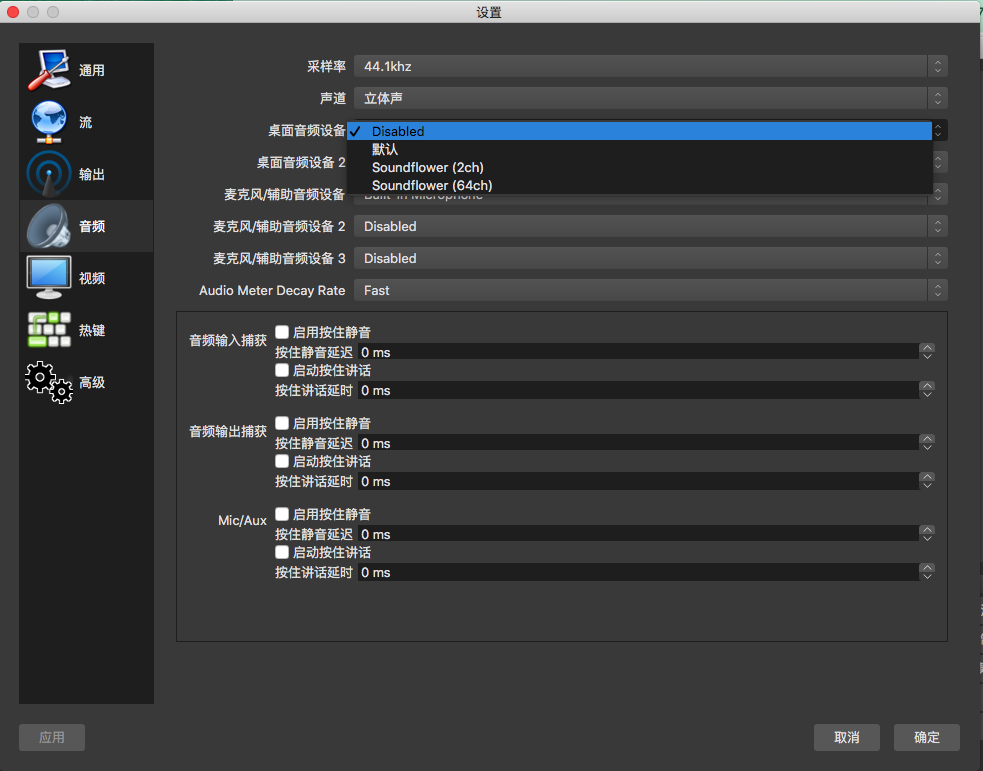 设置
通用
流
输出
音频
视频
热键
高级
采样率 44.1khz
声道 立体声
桌面音频设备 ✓ Disabled
默认
桌面音频设备 2
Soundflower (2ch)
Soundflower (64ch)
麦克风/辅助音频设备 Built-in Microphone
麦克风/辅助音频设备 2 Disabled
麦克风/辅助音频设备 3 Disabled
Audio Meter Decay Rate Fast
音频输入捕获
启用按住静音
按住静音延迟 0 ms
启动按住讲话
按住讲话延时 0 ms
音频输出捕获
启用按住静音
按住静音延迟 0 ms
启动按住讲话
按住讲话延时 0 ms
Mic/Aux
启用按住静音
按住静音延迟 0 ms
启动按住讲话
按住讲话延时 0 ms
应用
取消
确定